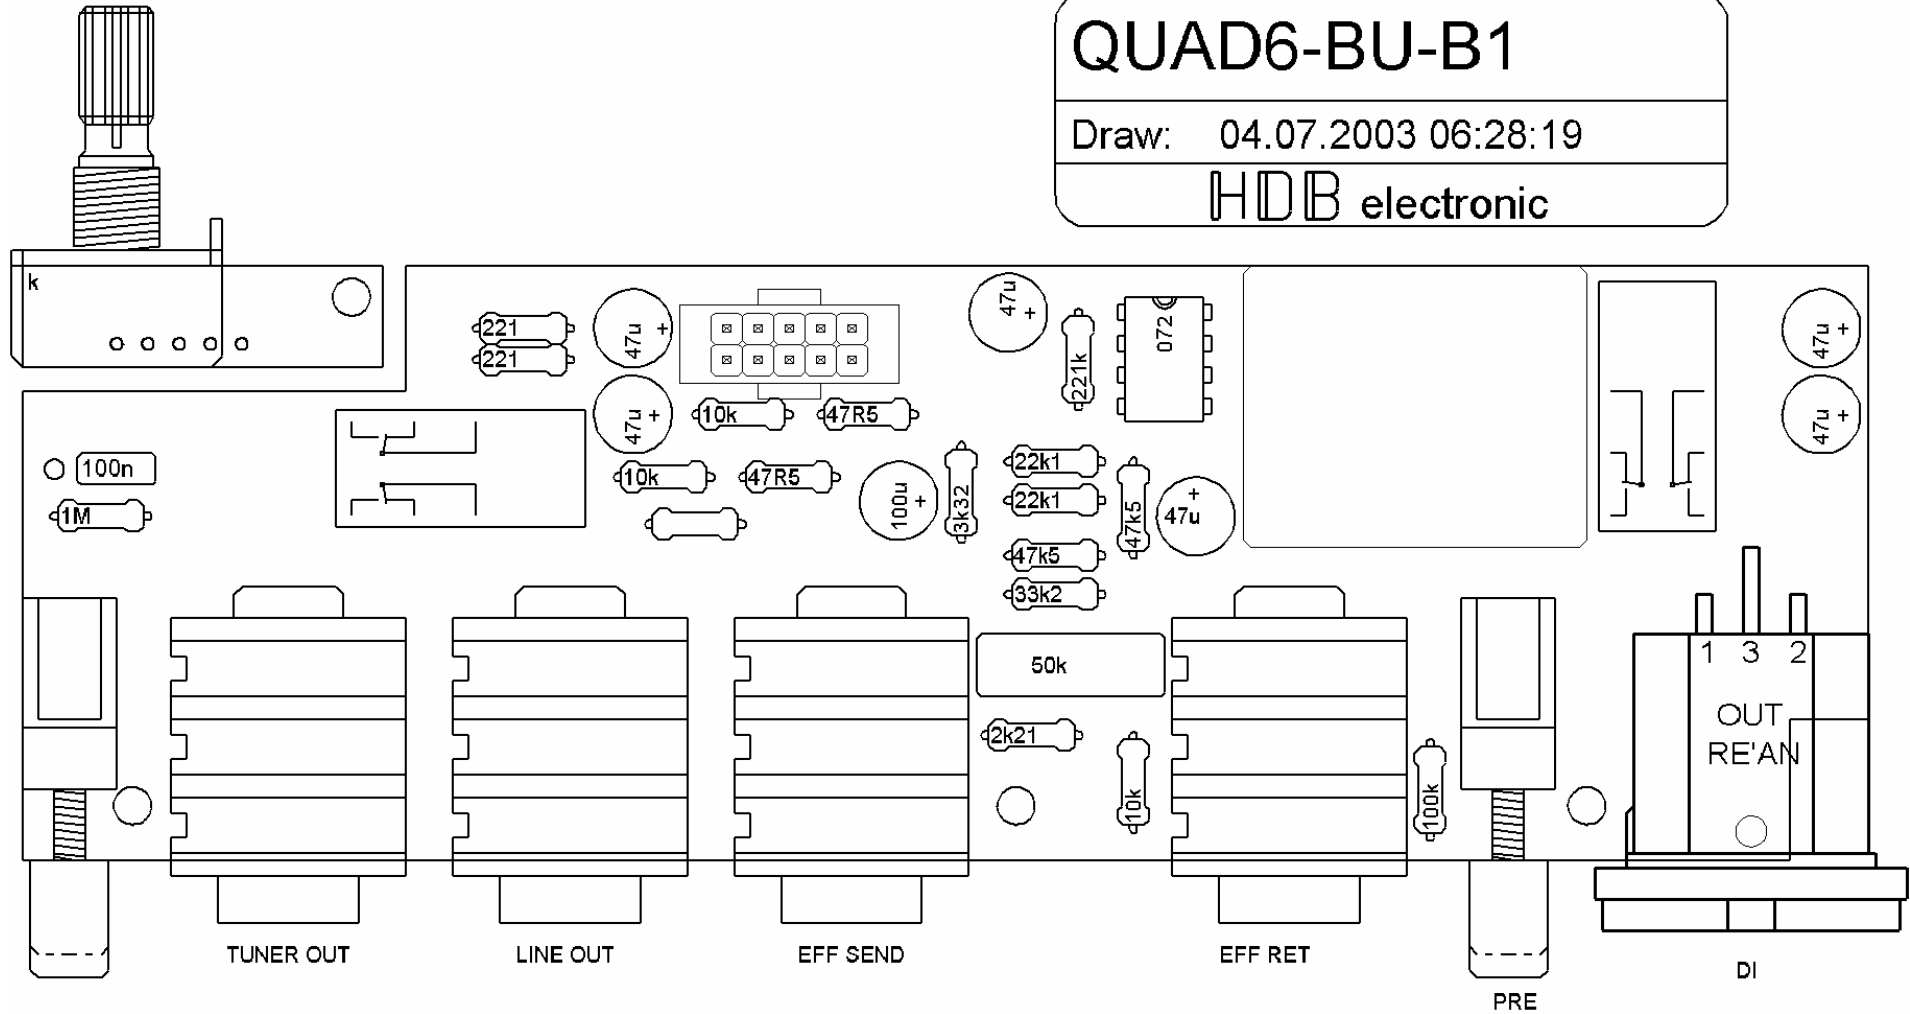 QUAD6-BU-B1
Draw: 04.07.2003 06:28:19
HDB electronic
k
221
221
47u +
47u +
10k
47R5
10k
47R5
100n
1M
100u +
3k32
47u +
221k
072
22k1
22k1
47k5
47u +
47k5
33k2
47u +
47u +
50k
2k21
10k
100k
1 3 2
OUT
RE'AN
TUNER OUT
LINE OUT
EFF SEND
EFF RET
PRE
DI